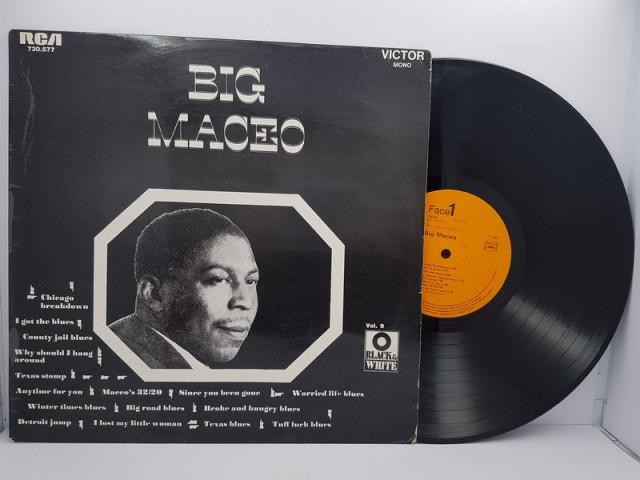 RCA
730.577
VICTOR
MONO
BIG
MACEO
Chicago
breakdown
I got the blues
County jail blues
Why should I hang
around
Texas stomp
Anytime for you Maceo's 32/20 Since you been gone Worried life blues
Winter times blues Big road blues Broke and hungry blues
Detroit jump I lost my little woman Texas blues Tuff luck blues
Vol. 9
BLACK &
WHITE
Face 1
Big Maceo